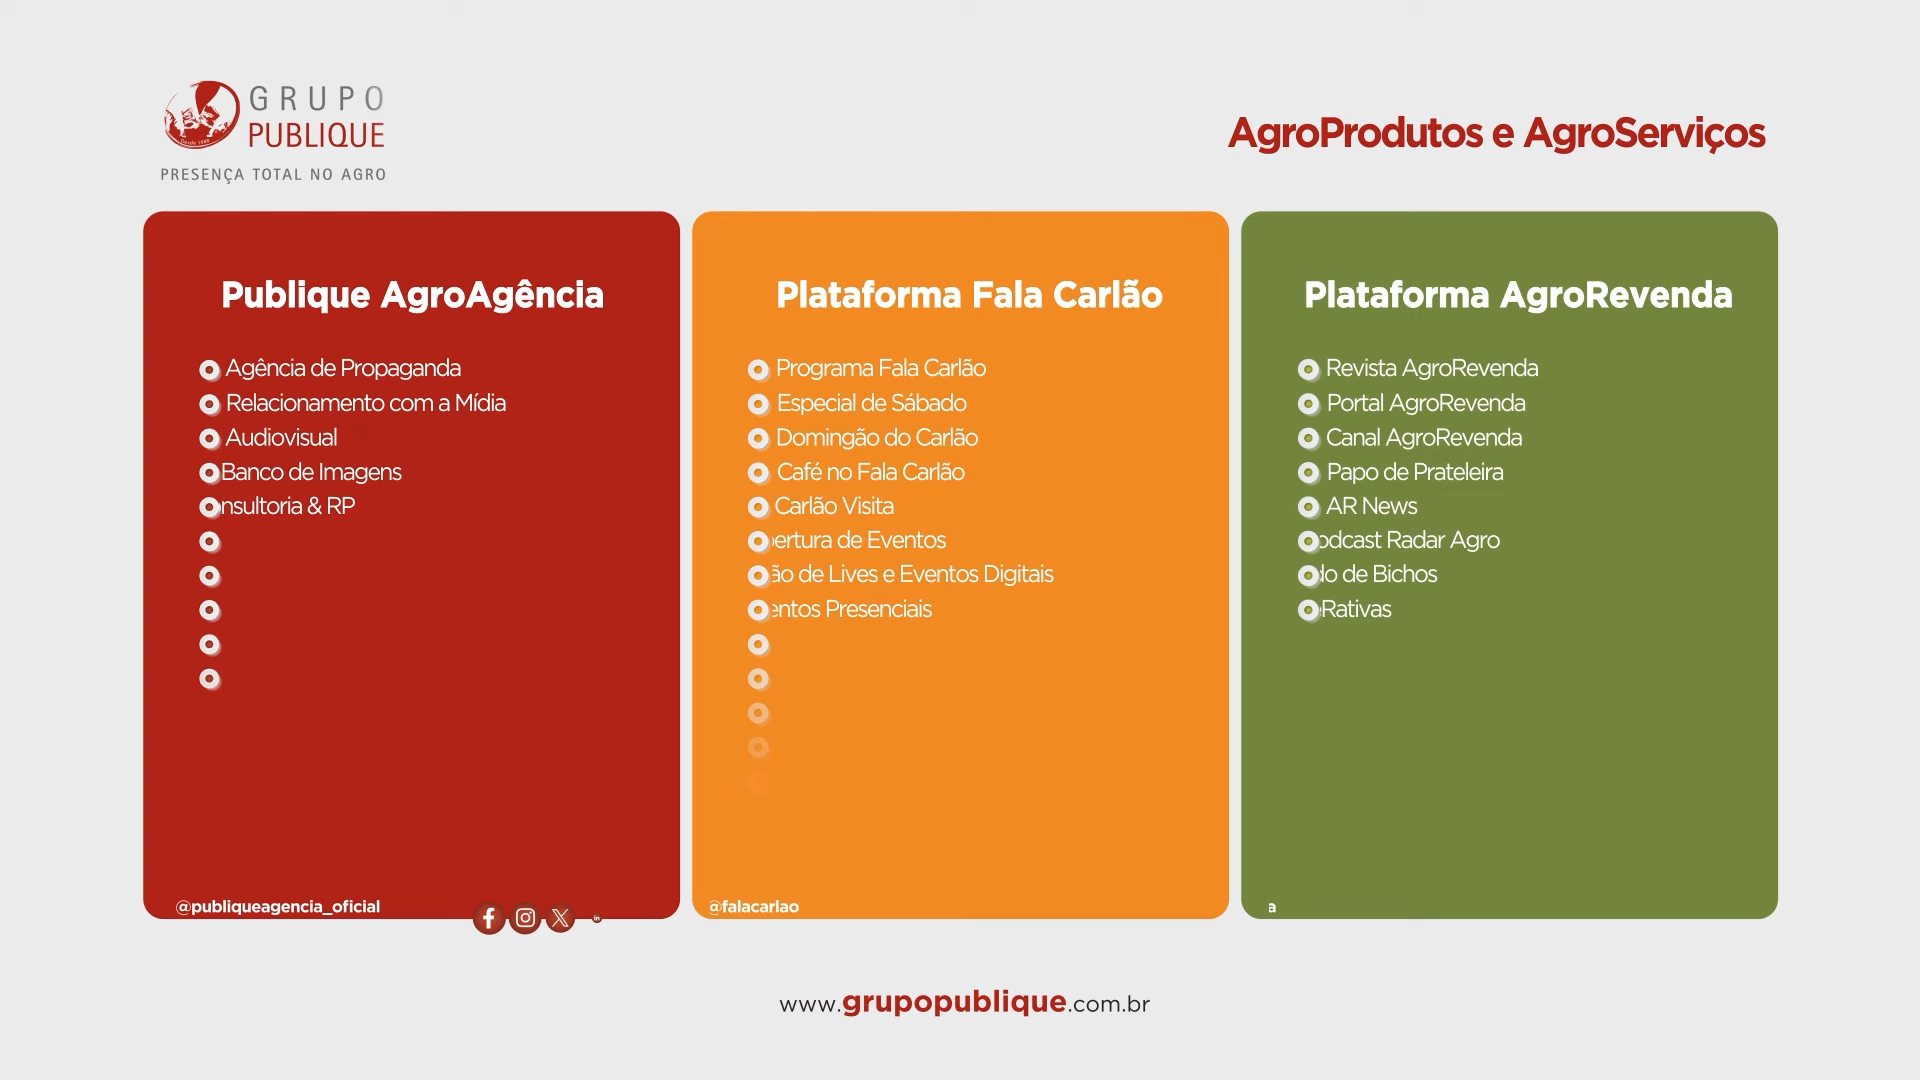 GRUPO
PUBLIQUE
PRESENÇA TOTAL NO AGRO
AgroProdutos e AgroServiços
Publique AgroAgência
Agência de Propaganda
Relacionamento com a Mídia
Audiovisual
Banco de Imagens
nsultoria & RP
@publiqueagencia_oficial
Plataforma Fala Carlão
Programa Fala Carlão
Especial de Sábado
Domingão do Carlão
Café no Fala Carlão
Carlão Visita
ertura de Eventos
ão de Lives e Eventos Digitais
entos Presenciais
@falacarlao
Plataforma AgroRevenda
Revista AgroRevenda
Portal AgroRevenda
Canal AgroRevenda
Papo de Prateleira
AR News
odcast Radar Agro
do de Bichos
Rativas
a
www.grupopublique.com.br